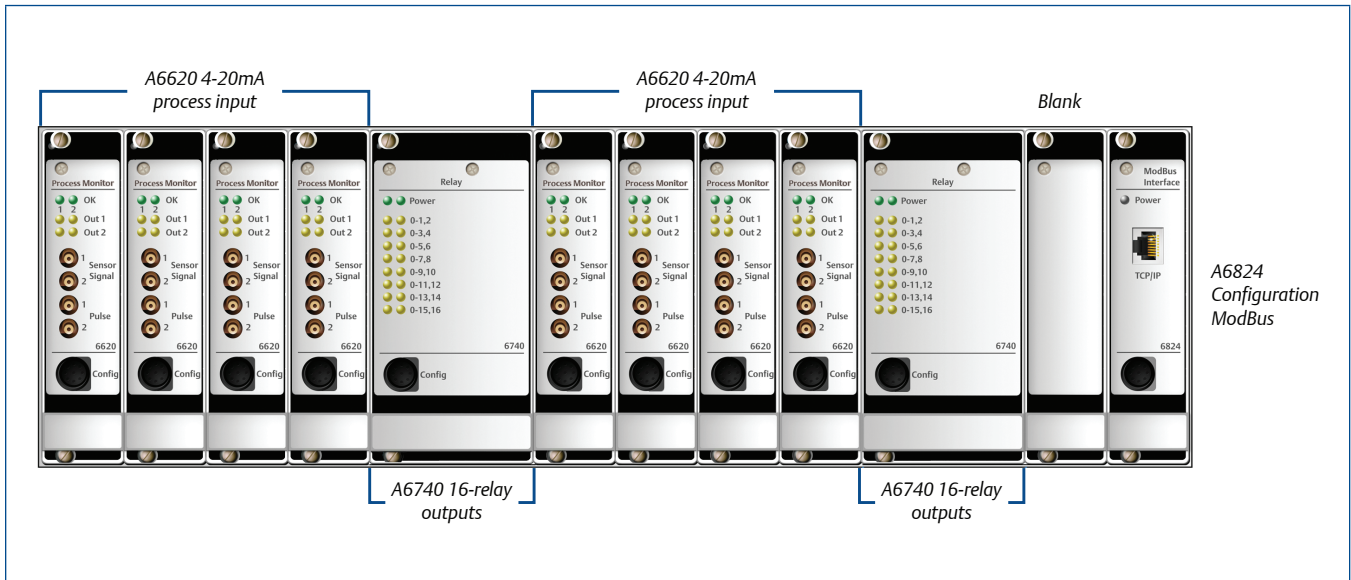 A6620 4-20mA
process input
A6620 4-20mA
process input
Blank
Process Monitor
OK
1 2
Out 1
Out 2
1
Sensor
Signal
2
1
Pulse
2
6620
Config
Process Monitor
OK
1 2
Out 1
Out 2
1
Sensor
Signal
2
1
Pulse
2
6620
Config
Process Monitor
OK
1 2
Out 1
Out 2
1
Sensor
Signal
2
1
Pulse
2
6620
Config
Process Monitor
OK
1 2
Out 1
Out 2
1
Sensor
Signal
2
1
Pulse
2
6620
Config
Relay
Power
0-1,2
0-3,4
0-5,6
0-7,8
0-9,10
0-11,12
0-13,14
0-15,16
6740
Config
Process Monitor
OK
1 2
Out 1
Out 2
1
Sensor
Signal
2
1
Pulse
2
6620
Config
Process Monitor
OK
1 2
Out 1
Out 2
1
Sensor
Signal
2
1
Pulse
2
6620
Config
Process Monitor
OK
1 2
Out 1
Out 2
1
Sensor
Signal
2
1
Pulse
2
6620
Config
Process Monitor
OK
1 2
Out 1
Out 2
1
Sensor
Signal
2
1
Pulse
2
6620
Config
Relay
Power
0-1,2
0-3,4
0-5,6
0-7,8
0-9,10
0-11,12
0-13,14
0-15,16
6740
Config
ModBus
Interface
Power
TCP/IP
6824
A6824
Configuration
ModBus
A6740 16-relay
outputs
A6740 16-relay
outputs